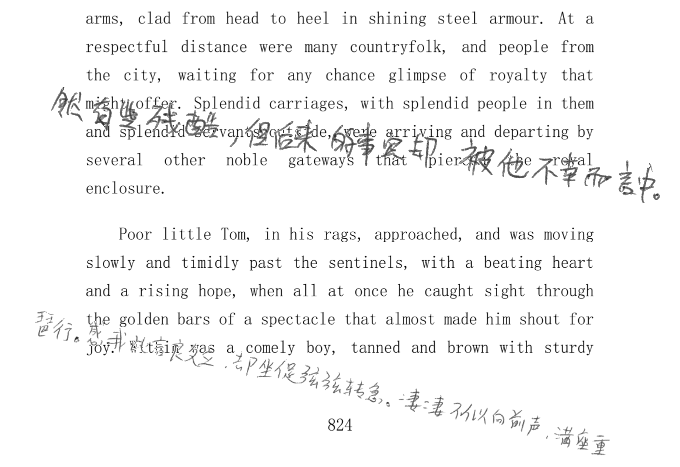 arms, clad from head to heel in shining steel armour. At a
respectful distance were many countryfolk, and people from
the city, waiting for any chance glimpse of royalty that
might offer. Splendid carriages, with splendid people in them
然有些残酷，但后来的事实却被他不幸而言中。
and splendid servants outside, were arriving and departing by
several other noble gateways that pierced the royal
enclosure.
Poor little Tom, in his rags, approached, and was moving
slowly and timidly past the sentinels, with a beating heart
and a rising hope, when all at once he caught sight through
the golden bars of a spectacle that almost made him shout for
joy. Within was a comely boy, tanned and brown with sturdy
琶行。感我此言良久立，却坐促弦弦转急。凄凄不似向前声，满座重
824